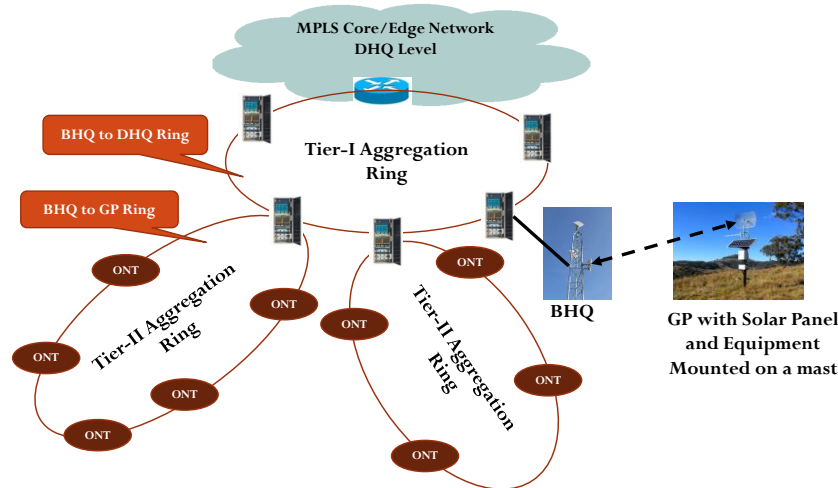 MPLS Core/Edge Network
DHQ Level
BHQ to DHQ Ring
Tier-I Aggregation
Ring
BHQ to GP Ring
ONT
ONT
ONT
ONT
ONT
Tier-II Aggregation
Ring
ONT
ONT
ONT
ONT
Tier-II Aggregation
Ring
BHQ
GP with Solar Panel
and Equipment
Mounted on a mast